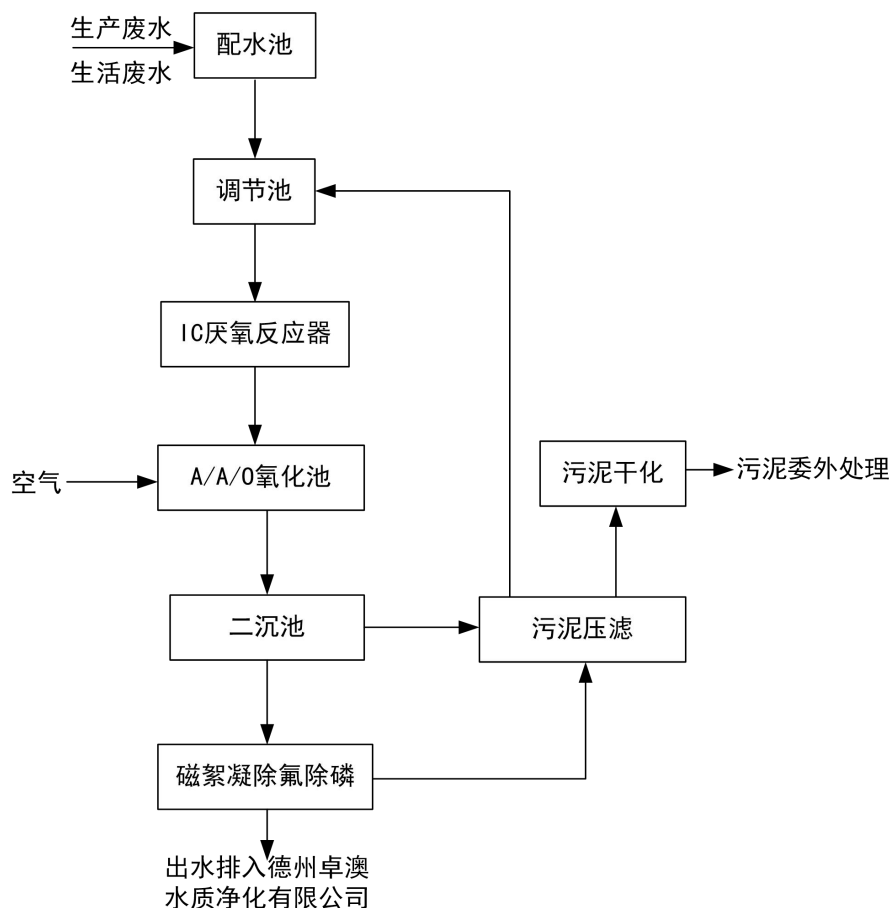 生产废水
生活废水
配水池
调节池
IC厌氧反应器
空气
A/A/O氧化池
污泥干化
污泥委外处理
二沉池
污泥压滤
磁絮凝除氟除磷
出水排入德州卓澳
水质净化有限公司